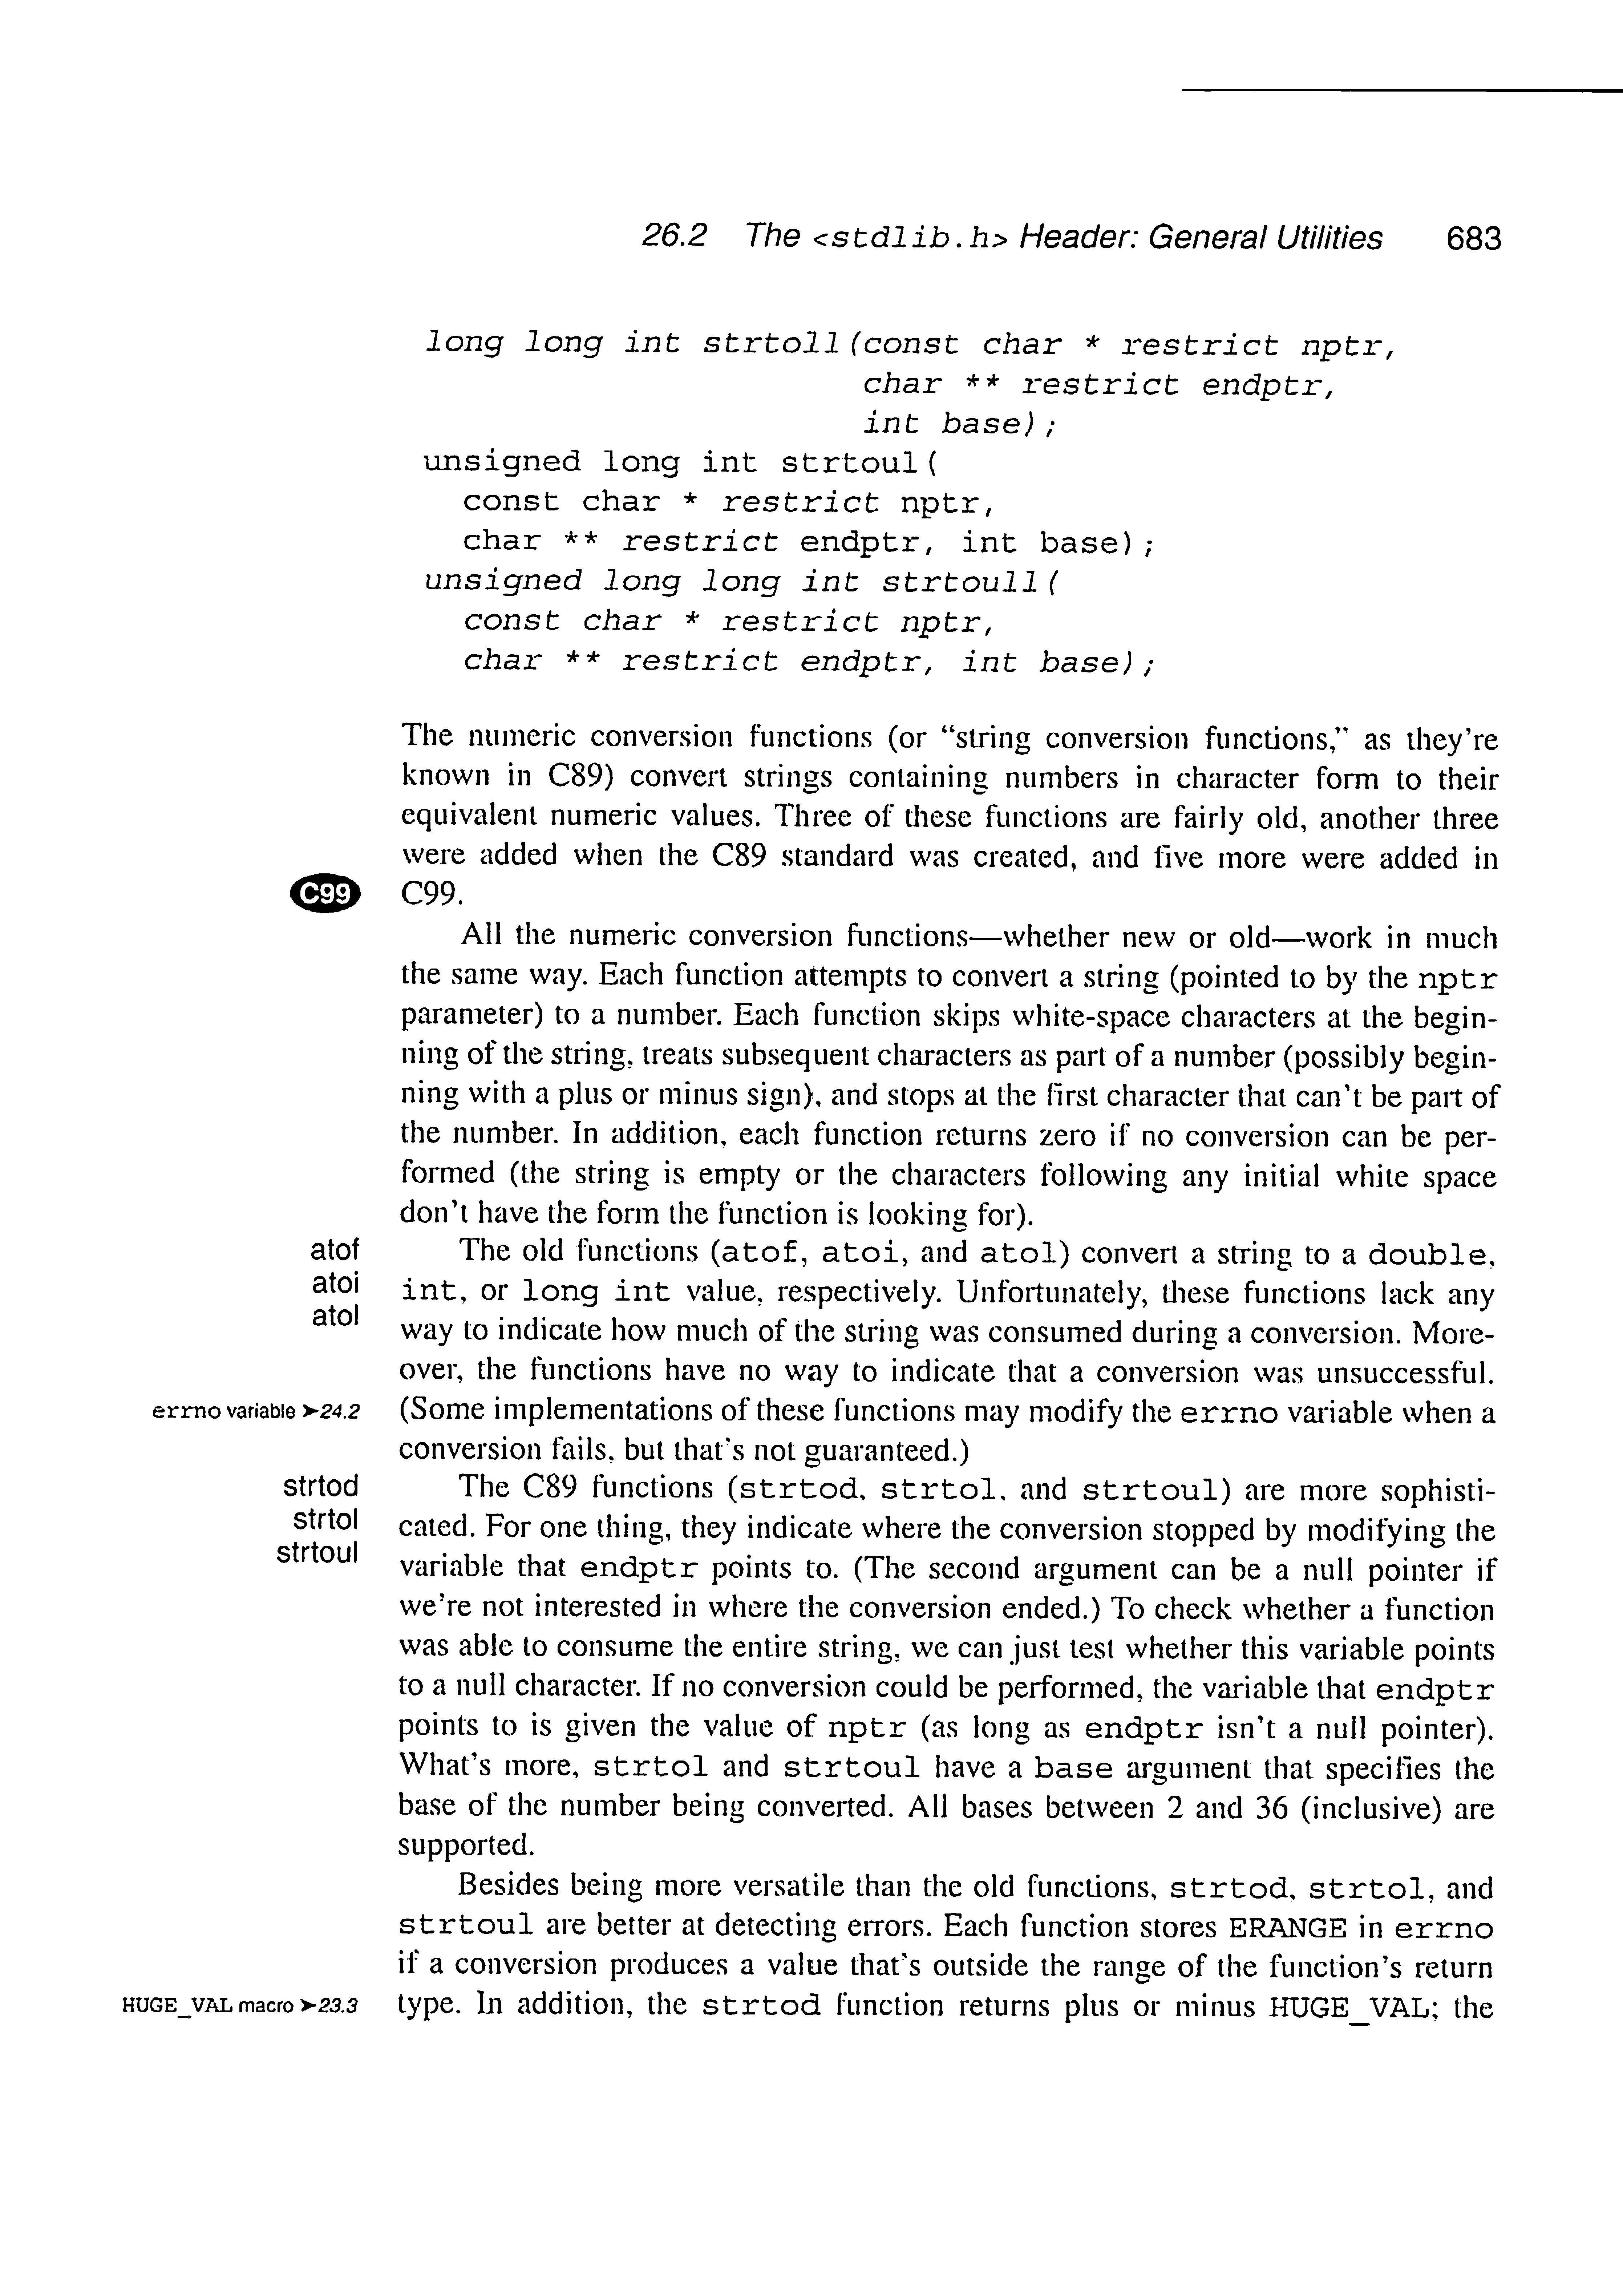 26.2 The <stdlib.h> Header: General Utilities 683
long long int strtoll(const char * restrict nptr,
char ** restrict endptr,
int base);
unsigned long int strtoul(
const char * restrict nptr,
char ** restrict endptr, int base);
unsigned long long int strtoull(
const char * restrict nptr,
char ** restrict endptr, int base);
The numeric conversion functions (or “string conversion functions,” as they’re
known in C89) convert strings containing numbers in character form to their
equivalent numeric values. Three of these functions are fairly old, another three
were added when the C89 standard was created, and five more were added in
C99 C99.
All the numeric conversion functions—whether new or old—work in much
the same way. Each function attempts to convert a string (pointed to by the nptr
parameter) to a number. Each function skips white-space characters at the begin-
ning of the string, treats subsequent characters as part of a number (possibly begin-
ning with a plus or minus sign), and stops at the first character that can’t be part of
the number. In addition, each function returns zero if no conversion can be per-
formed (the string is empty or the characters following any initial white space
don’t have the form the function is looking for).
atof The old functions (atof, atoi, and atol) convert a string to a double,
atoi int, or long int value, respectively. Unfortunately, these functions lack any
atol way to indicate how much of the string was consumed during a conversion. More-
over, the functions have no way to indicate that a conversion was unsuccessful.
errno variable ➤24.2 (Some implementations of these functions may modify the errno variable when a
conversion fails, but that’s not guaranteed.)
strtod The C89 functions (strtod, strtol, and strtoul) are more sophisti-
strtol cated. For one thing, they indicate where the conversion stopped by modifying the
strtoul variable that endptr points to. (The second argument can be a null pointer if
we’re not interested in where the conversion ended.) To check whether a function
was able to consume the entire string, we can just test whether this variable points
to a null character. If no conversion could be performed, the variable that endptr
points to is given the value of nptr (as long as endptr isn’t a null pointer).
What’s more, strtol and strtoul have a base argument that specifies the
base of the number being converted. All bases between 2 and 36 (inclusive) are
supported.
Besides being more versatile than the old functions, strtod, strtol, and
strtoul are better at detecting errors. Each function stores ERANGE in errno
if a conversion produces a value that’s outside the range of the function’s return
HUGE_VAL macro ➤23.3 type. In addition, the strtod function returns plus or minus HUGE_VAL; the